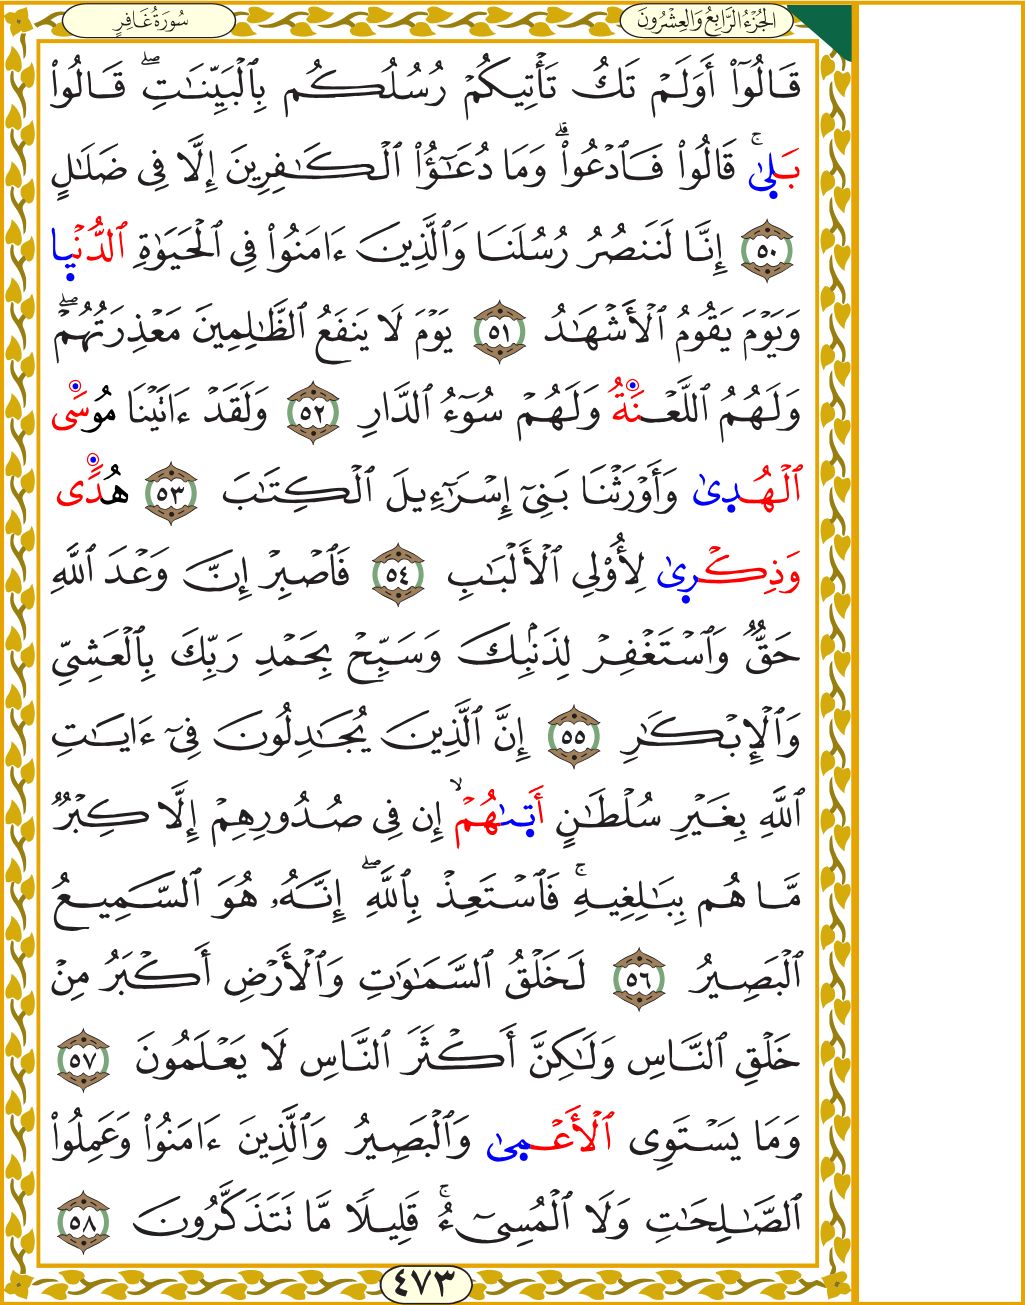 سُورَةُ غَافِرٍ
الجُزْءُ الرَّابِعُ وَالعِشْرُونَ
قَالُوٓا۟ أَوَلَمْ تَكُ تَأْتِيكُمْ رُسُلُكُم بِٱلْبَيِّنَـٰتِ ۖ قَالُوا۟
بَلَىٰ ۚ قَالُوا۟ فَٱدْعُوا۟ ۗ وَمَا دُعَـٰٓؤُا۟ ٱلْكَـٰفِرِينَ إِلَّا فِى ضَلَـٰلٍ
٥٠ إِنَّا لَنَنصُرُ رُسُلَنَا وَٱلَّذِينَ ءَامَنُوا۟ فِى ٱلْحَيَوٰةِ ٱلدُّنْيَا
وَيَوْمَ يَقُومُ ٱلْأَشْهَـٰدُ ٥١ يَوْمَ لَا يَنفَعُ ٱلظَّـٰلِمِينَ مَعْذِرَتُهُمْ ۖ
وَلَهُمُ ٱللَّعْنَةُ وَلَهُمْ سُوٓءُ ٱلدَّارِ ٥٢ وَلَقَدْ ءَاتَيْنَا مُوسَى
ٱلْهُدَىٰ وَأَوْرَثْنَا بَنِىٓ إِسْرَـٰٓءِيلَ ٱلْكِتَـٰبَ ٥٣ هُدًى
وَذِكْرَىٰ لِأُو۟لِى ٱلْأَلْبَـٰبِ ٥٤ فَٱصْبِرْ إِنَّ وَعْدَ ٱللَّهِ
حَقٌّ وَٱسْتَغْفِرْ لِذَنۢبِكَ وَسَبِّحْ بِحَمْدِ رَبِّكَ بِٱلْعَشِىِّ
وَٱلْإِبْكَـٰرِ ٥٥ إِنَّ ٱلَّذِينَ يُجَـٰدِلُونَ فِىٓ ءَايَـٰتِ
ٱللَّهِ بِغَيْرِ سُلْطَـٰنٍ أَتَىٰهُمْ ۙ إِن فِى صُدُورِهِمْ إِلَّا كِبْرٌ
مَّا هُم بِبَـٰلِغِيهِ ۚ فَٱسْتَعِذْ بِٱللَّهِ ۖ إِنَّهُۥ هُوَ ٱلسَّمِيعُ
ٱلْبَصِيرُ ٥٦ لَخَلْقُ ٱلسَّمَـٰوَٰتِ وَٱلْأَرْضِ أَكْبَرُ مِنْ
خَلْقِ ٱلنَّاسِ وَلَـٰكِنَّ أَكْثَرَ ٱلنَّاسِ لَا يَعْلَمُونَ ٥٧
وَمَا يَسْتَوِى ٱلْأَعْمَىٰ وَٱلْبَصِيرُ وَٱلَّذِينَ ءَامَنُوا۟ وَعَمِلُوا۟
ٱلصَّـٰلِحَـٰتِ وَلَا ٱلْمُسِىٓءُ ۚ قَلِيلًا مَّا تَتَذَكَّرُونَ ٥٨
٤٧٣